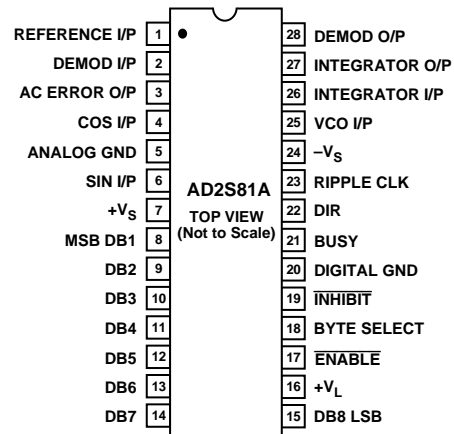 REFERENCE I/P 1
DEMOD I/P 2
AC ERROR O/P 3
COS I/P 4
ANALOG GND 5
SIN I/P 6
+VS 7
MSB DB1 8
DB2 9
DB3 10
DB4 11
DB5 12
DB6 13
DB7 14
AD2S81A
TOP VIEW
(Not to Scale)
28 DEMOD O/P
27 INTEGRATOR O/P
26 INTEGRATOR I/P
25 VCO I/P
24 –VS
23 RIPPLE CLK
22 DIR
21 BUSY
20 DIGITAL GND
19 INHIBIT
18 BYTE SELECT
17 ENABLE
16 +VL
15 DB8 LSB